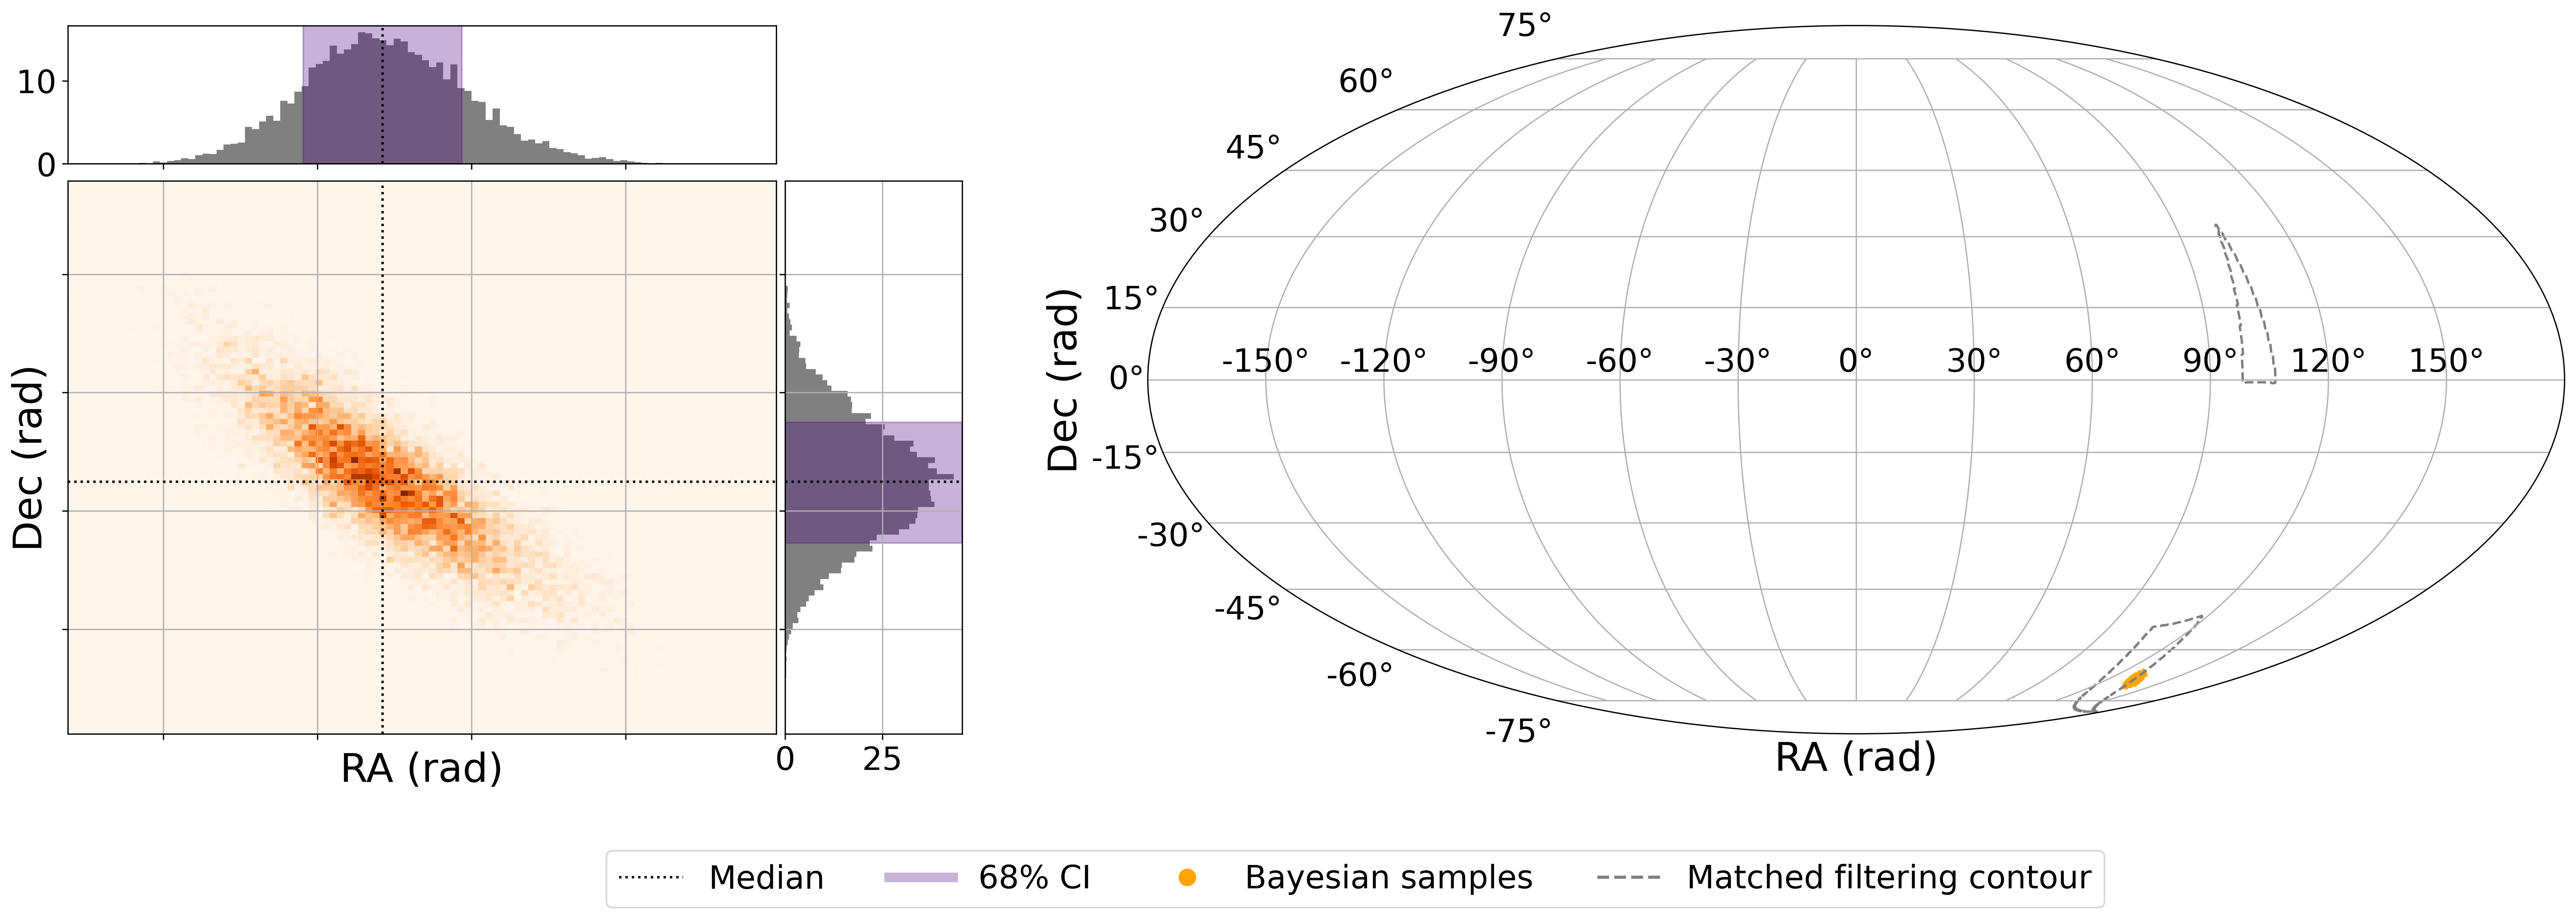 10
0
Dec (rad)
RA (rad)
0 25
75°
60°
45°
30°
15°
0°
-15°
-30°
-45°
-60°
-75°
-150° -120° -90° -60° -30° 0° 30° 60° 90° 120° 150°
Dec (rad)
RA (rad)
Median 68% CI Bayesian samples Matched filtering contour